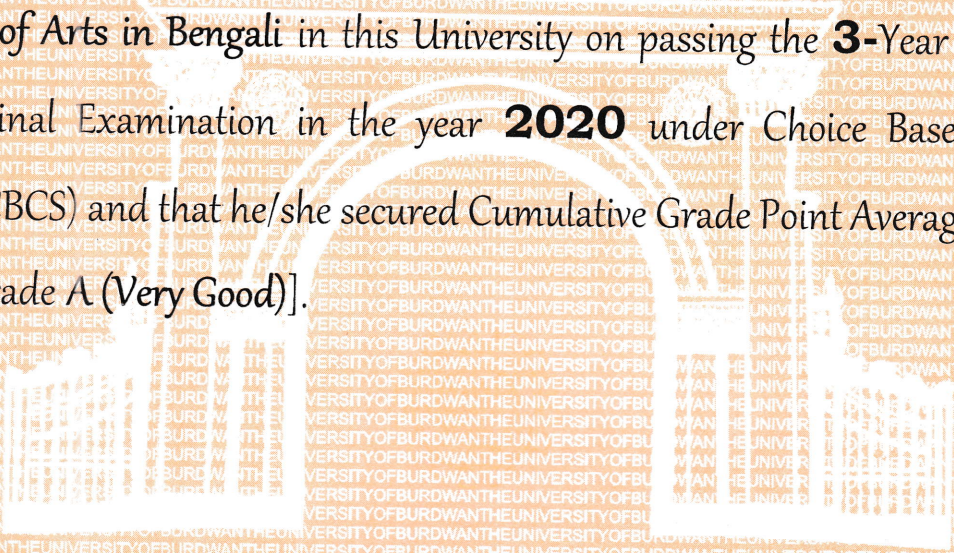 of Arts in Bengali in this University on passing the 3-Year
inal Examination in the year 2020 under Choice Base
BCS) and that he/she secured Cumulative Grade Point Averag
ade A (Very Good)].